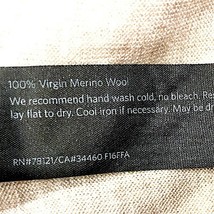 100% Virgin Merino Wool
We recommend hand wash cold, no bleach. Res
lay flat to dry. Cool iron if necessary. May be d
RN#78121/CA#34460 F16FFA